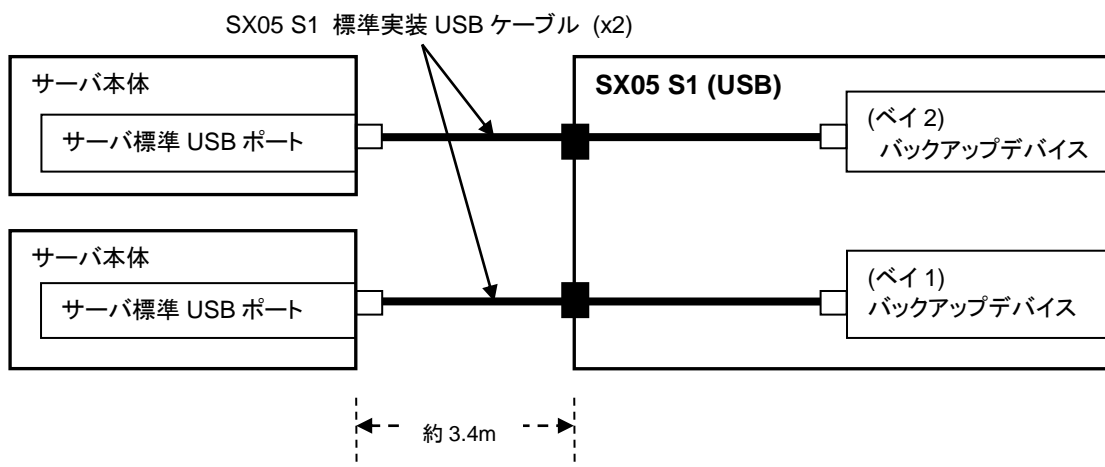 SX05 S1 標準実装 USB ケーブル (x2)
サーバ本体
サーバ標準 USB ポート
SX05 S1 (USB)
(ベイ 2)
バックアップデバイス
サーバ本体
サーバ標準 USB ポート
(ベイ 1)
バックアップデバイス
約 3.4m